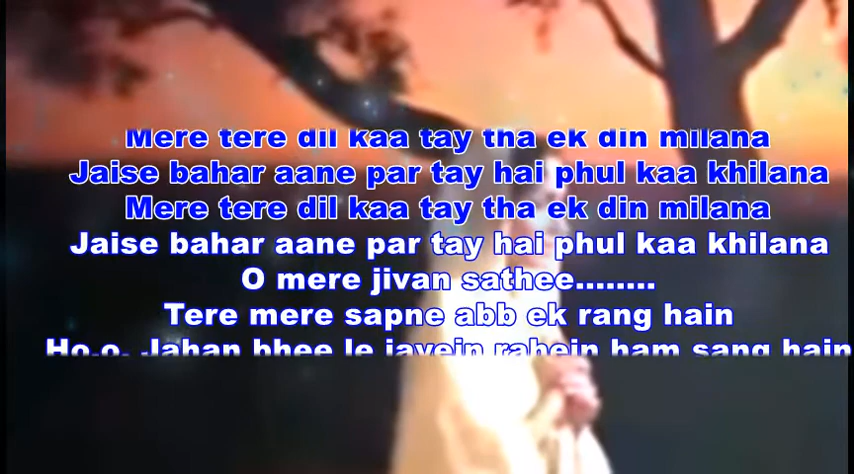 Mere tere dil kaa tay tha ek din milana
Jaise bahar aane par tay hai phul kaa khilana
Mere tere dil kaa tay tha ek din milana
Jaise bahar aane par tay hai phul kaa khilana
O mere jivan sathee........
Tere mere sapne abb ek rang hain
Ho.o. Jahan bhee le jayein rahein ham sang hain